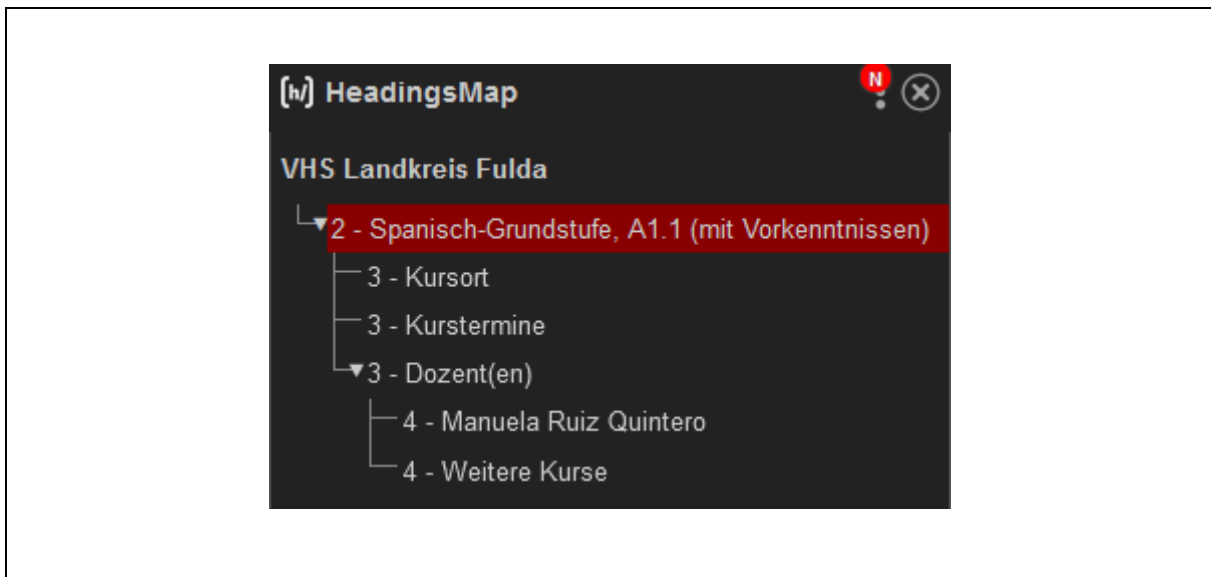 [h/] HeadingsMap
N
VHS Landkreis Fulda
2 - Spanisch-Grundstufe, A1.1 (mit Vorkenntnissen)
3 - Kursort
3 - Kurstermine
3 - Dozent(en)
4 - Manuela Ruiz Quintero
4 - Weitere Kurse